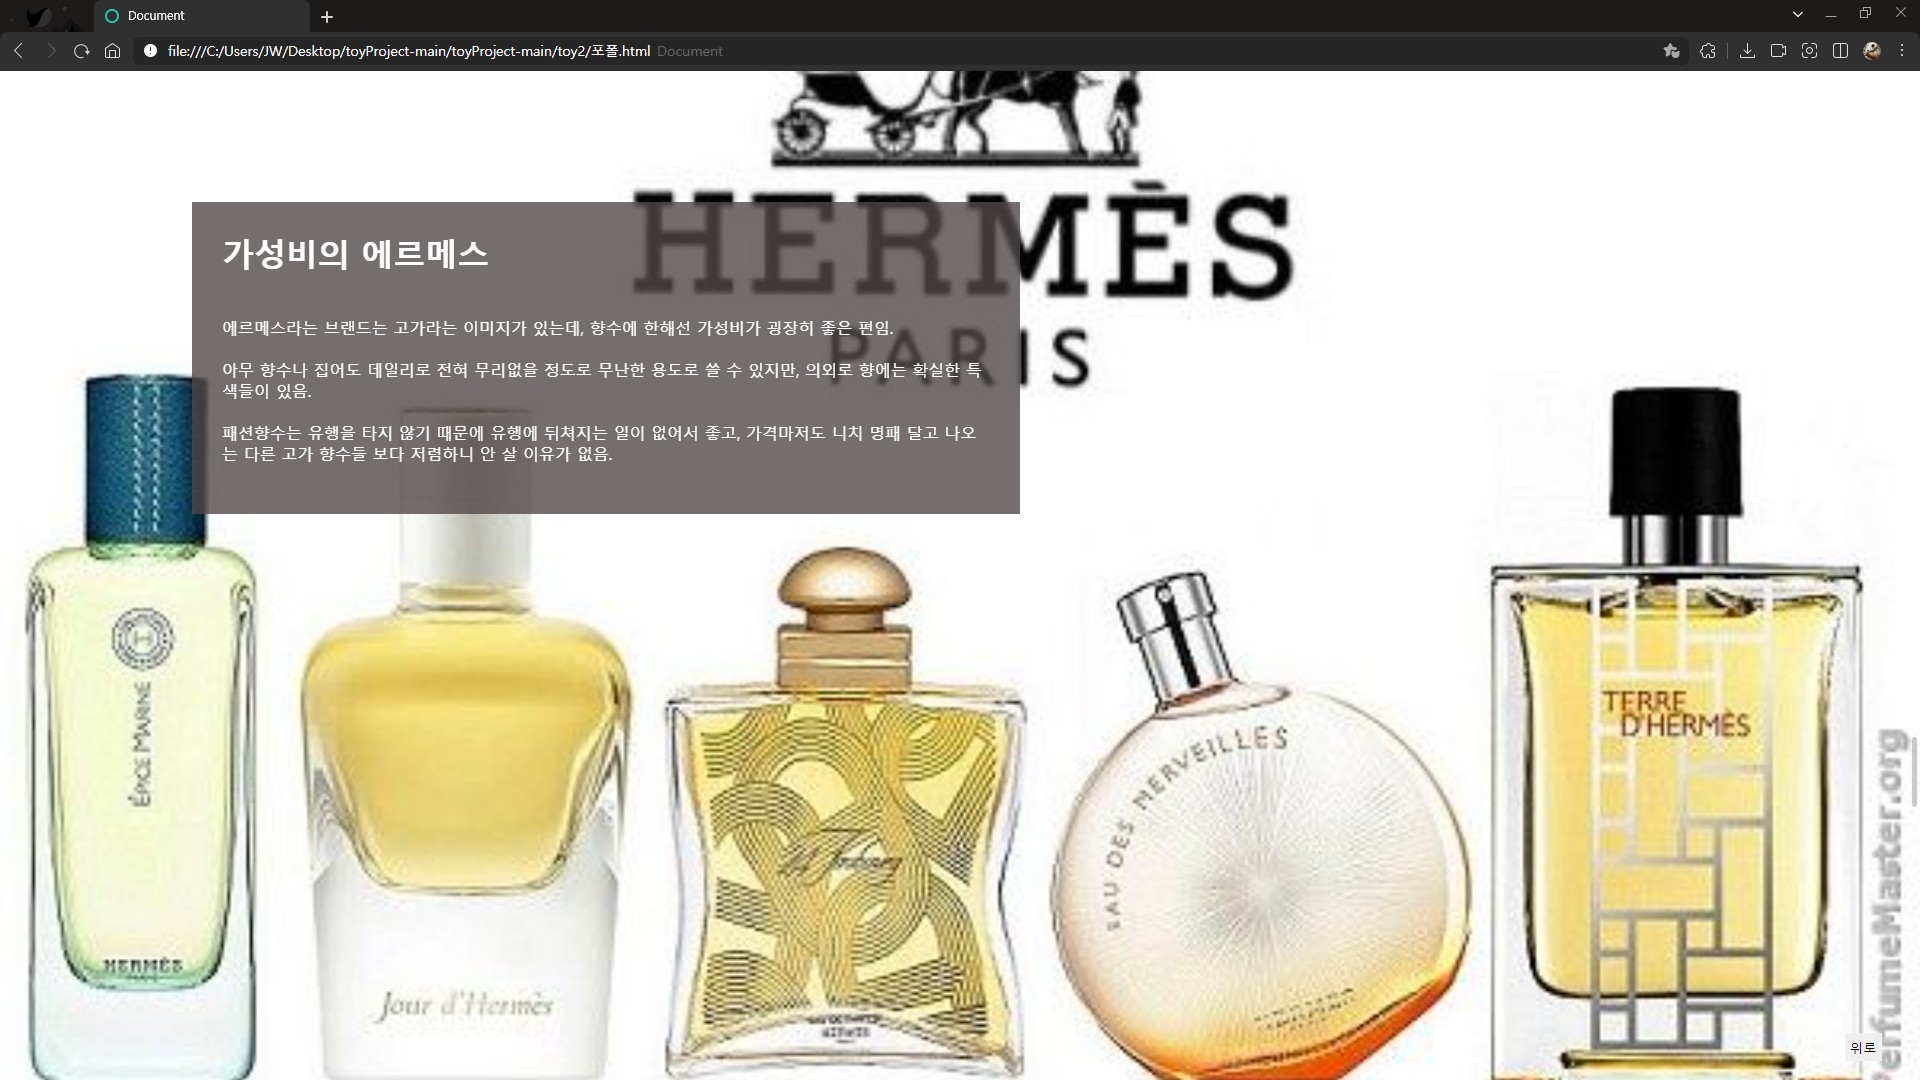 Document
file:///C:/Users/JW/Desktop/toyProject-main/toyProject-main/toy2/포폴.html Document
HERMÈS
PARIS
가성비의 에르메스
에르메스라는 브랜드는 고가라는 이미지가 있는데, 향수에 한해선 가성비가 굉장히 좋은 편임.
아무 향수나 집어도 데일리로 전혀 무리없을 정도로 무난한 용도로 쓸 수 있지만, 의외로 향에는 확실한 특
색들이 있음.
패션향수는 유행을 타지 않기 때문에 유행에 뒤쳐지는 일이 없어서 좋고, 가격마저도 니치 명패 달고 나오
는 다른 고가 향수들 보다 저렴하니 안 살 이유가 없음.
H
ÉPICE MARINE
HERMÈS
Jour d'Hermès
HERMÈS
EAU DES MERVEILLES
TERRE
D'HERMÈS
erfumeMaster.org
위로